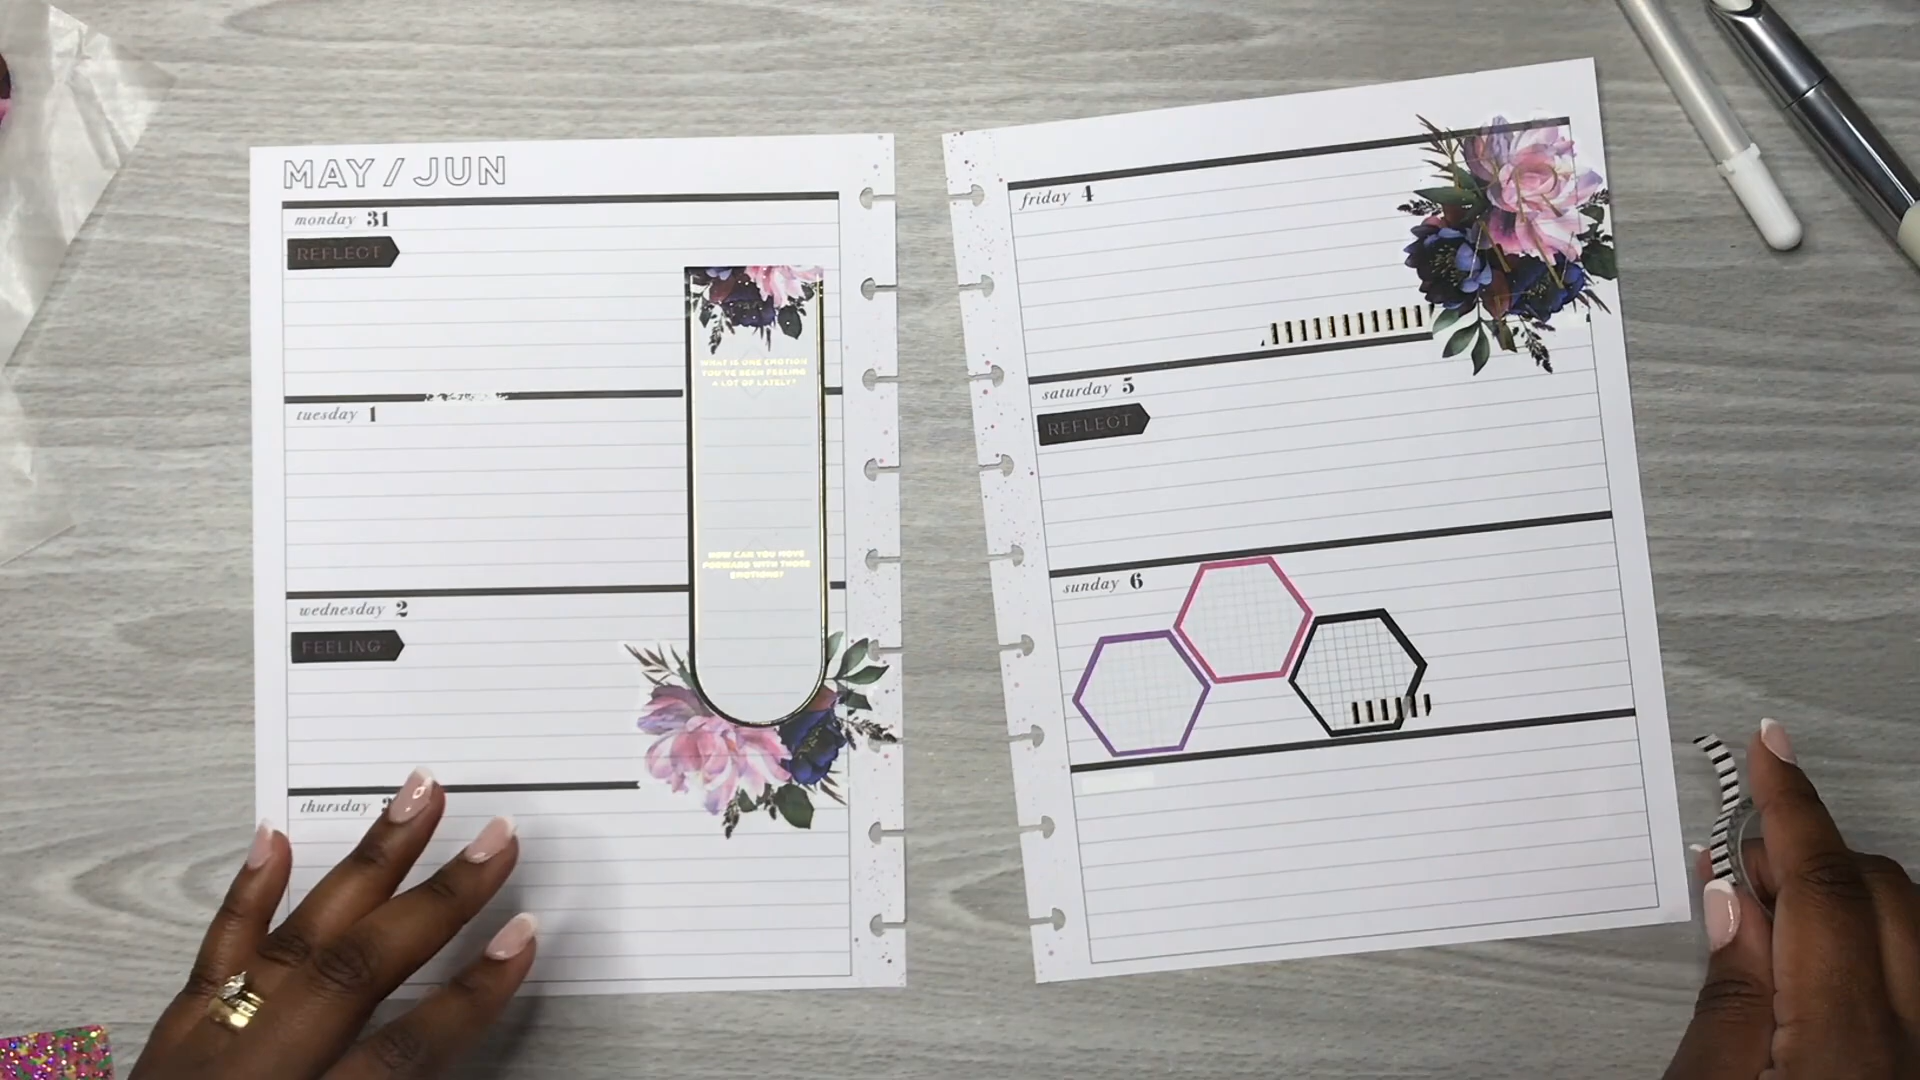 MAY / JUN
monday 31
REFLECT
WHAT IS ONE EMOTION
YOU'VE BEEN FEELING
A LOT OF LATELY?
tuesday 1
HOW CAN YOU MOVE
FORWARD WITH THOSE
EMOTIONS?
wednesday 2
FEELING:
thursday
friday 4
saturday 5
REFLECT
sunday 6